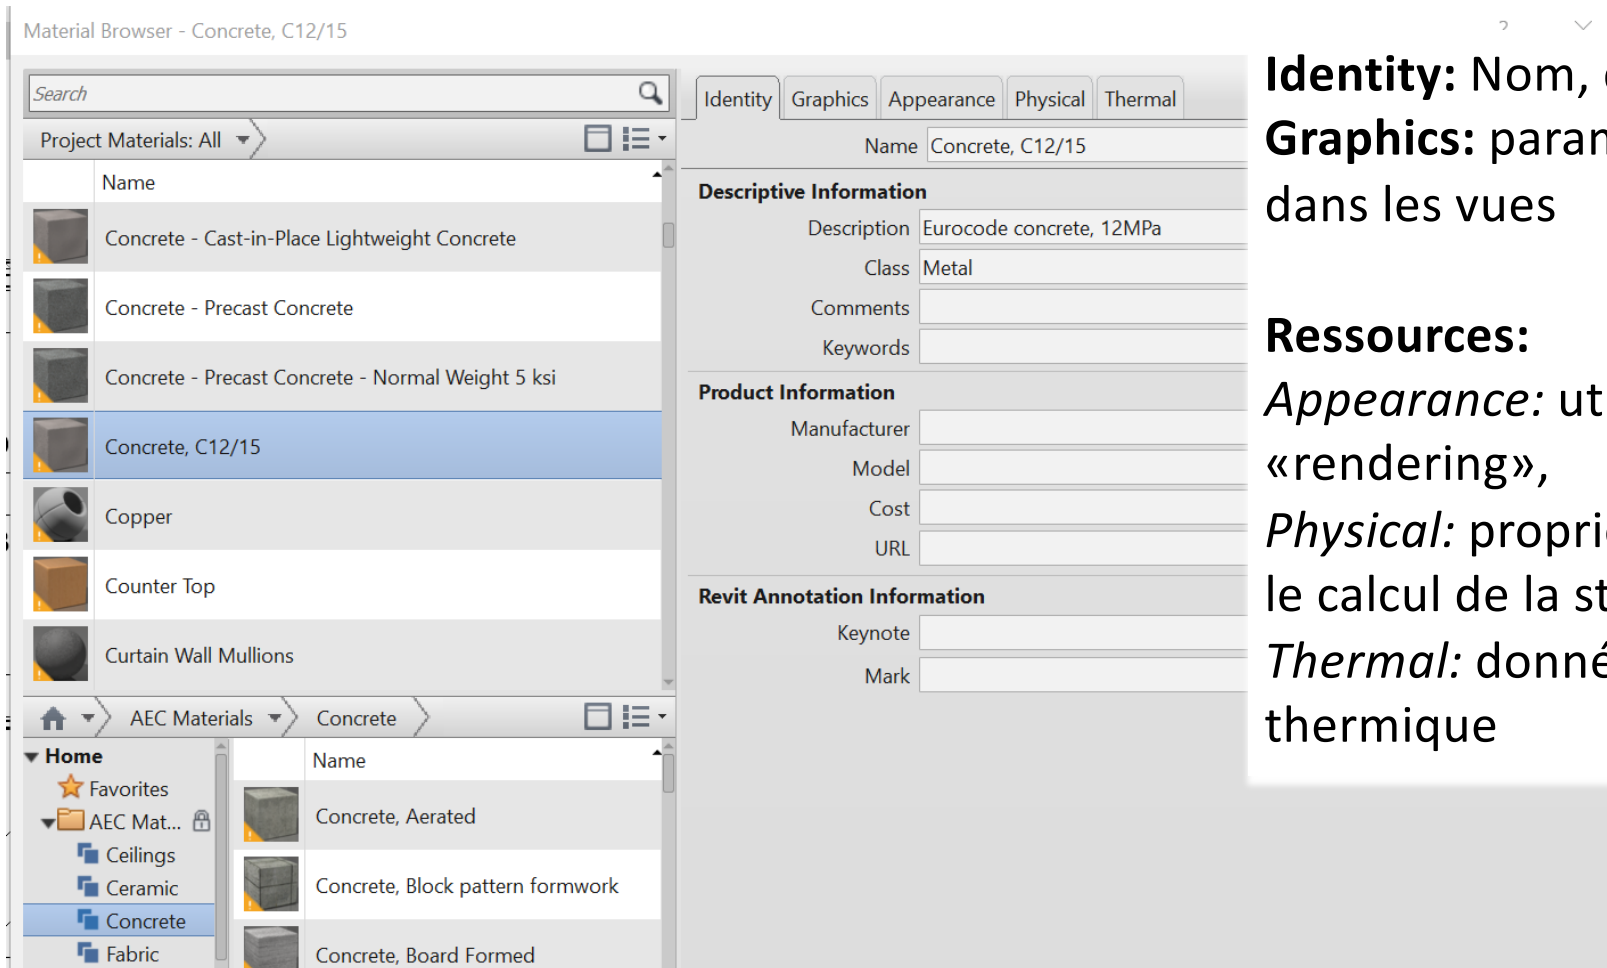 Material Browser - Concrete, C12/15
Search
Project Materials: All
Name
Concrete - Cast-in-Place Lightweight Concrete
Concrete - Precast Concrete
Concrete - Precast Concrete - Normal Weight 5 ksi
Concrete, C12/15
Copper
Counter Top
Curtain Wall Mullions
AEC Materials
Concrete
Home
Favorites
AEC Mat...
Ceilings
Ceramic
Concrete
Fabric
Name
Concrete, Aerated
Concrete, Block pattern formwork
Concrete, Board Formed
Identity Graphics Appearance Physical Thermal
Name Concrete, C12/15
Descriptive Information
Description Eurocode concrete, 12MPa
Class Metal
Comments
Keywords
Product Information
Manufacturer
Model
Cost
URL
Revit Annotation Information
Keynote
Mark
Identity: Nom,
Graphics:
dans les vues
Ressources:
Appearance:
«rendering»,
Physical:
le calcul de la
Thermal:
thermique